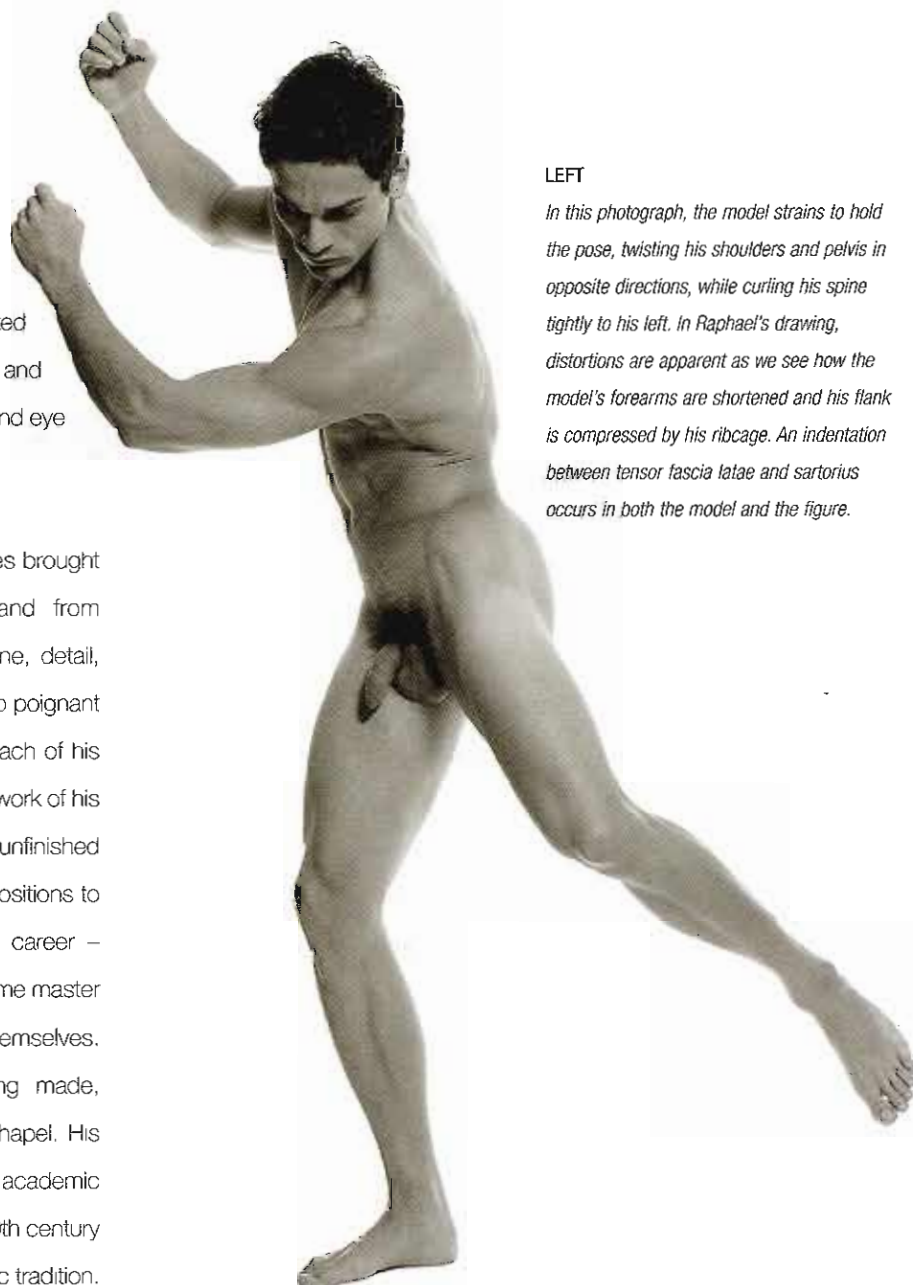 LEFT
In this photograph, the model strains to hold
the pose, twisting his shoulders and pelvis in
opposite directions, while curling his spine
tightly to his left. In Raphael's drawing,
distortions are apparent as we see how the
model's forearms are shortened and his flank
is compressed by his ribcage. An indentation
between tensor fascia latae and sartorius
occurs in both the model and the figure.
and
nd eye
es brought
and from
ne, detail,
o poignant
ach of his
work of his
unfinished
ositions to
career –
me master
emselves.
ng made,
hapel. His
academic
th century
c tradition.